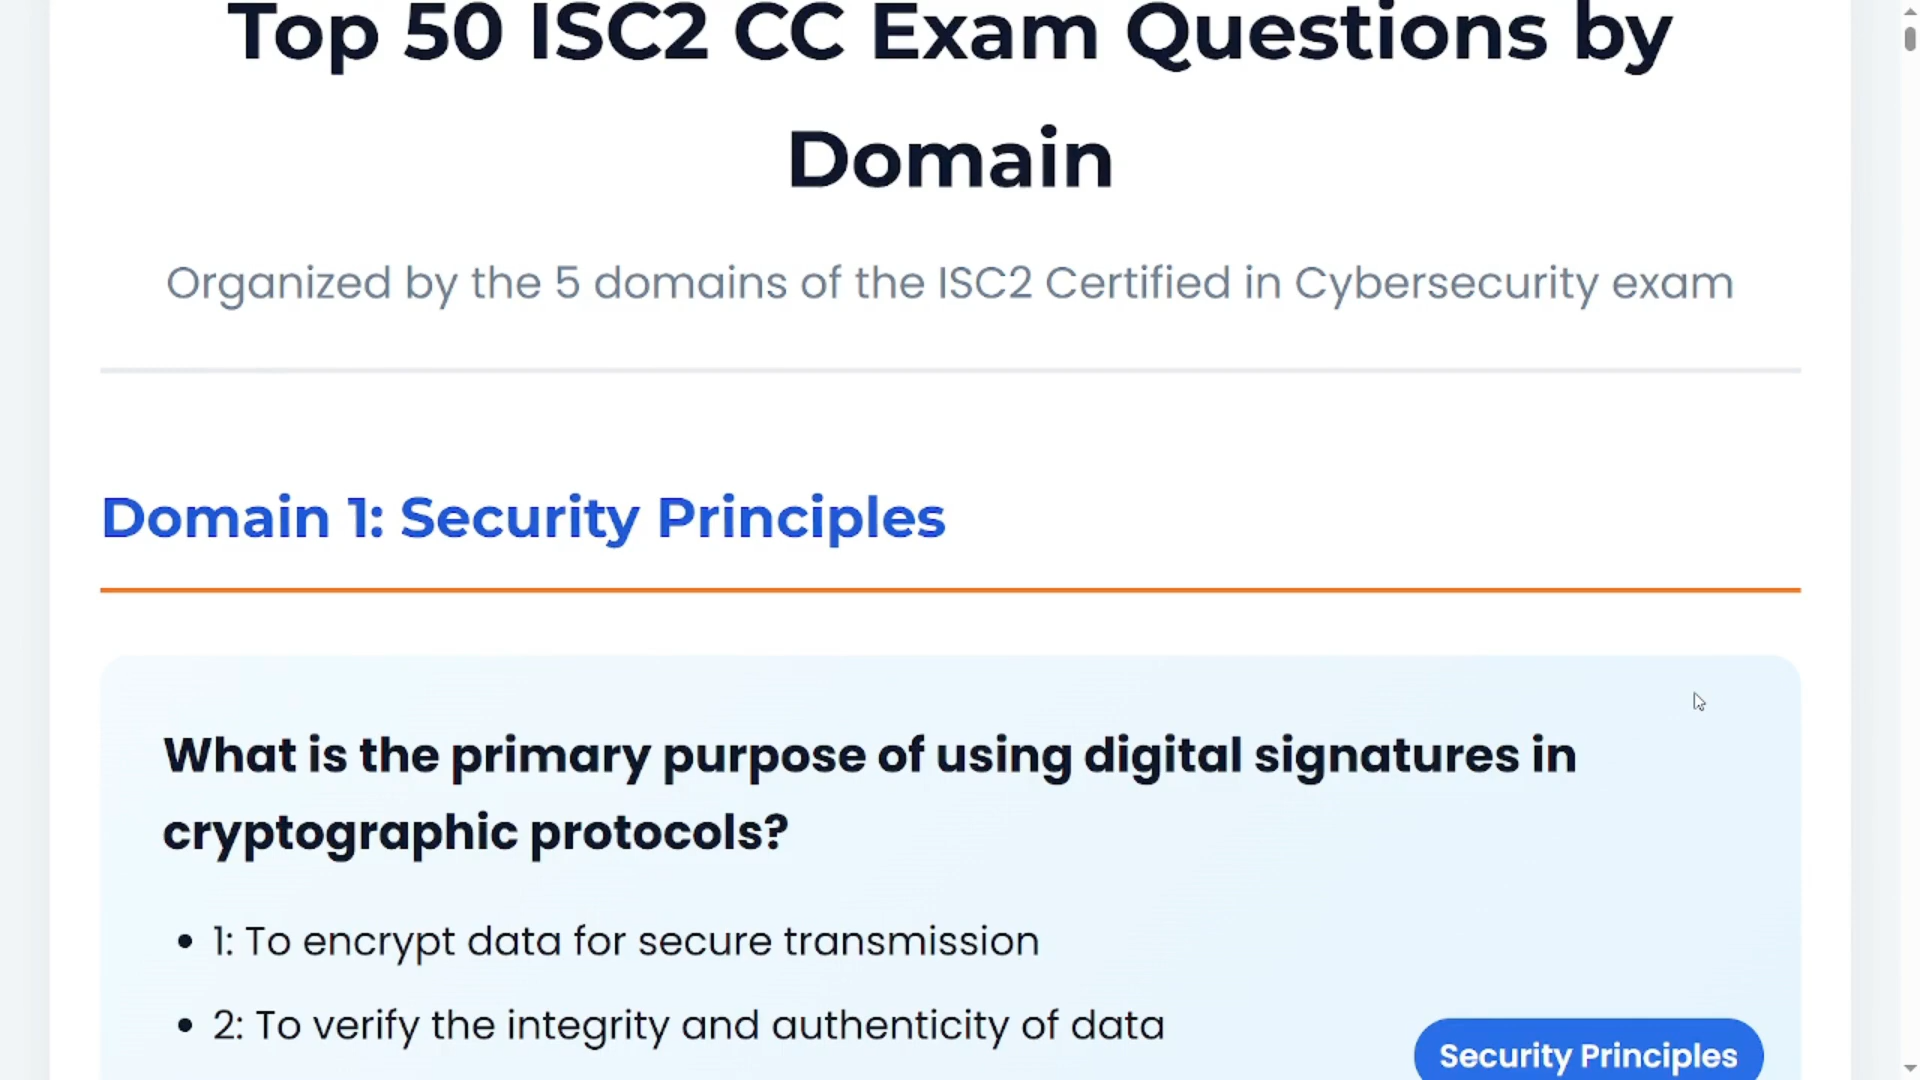 Top 50 ISC2 CC Exam Questions by
Domain
Organized by the 5 domains of the ISC2 Certified in Cybersecurity exam
Domain 1: Security Principles
What is the primary purpose of using digital signatures in
cryptographic protocols?
• 1: To encrypt data for secure transmission
• 2: To verify the integrity and authenticity of data
Security Principles